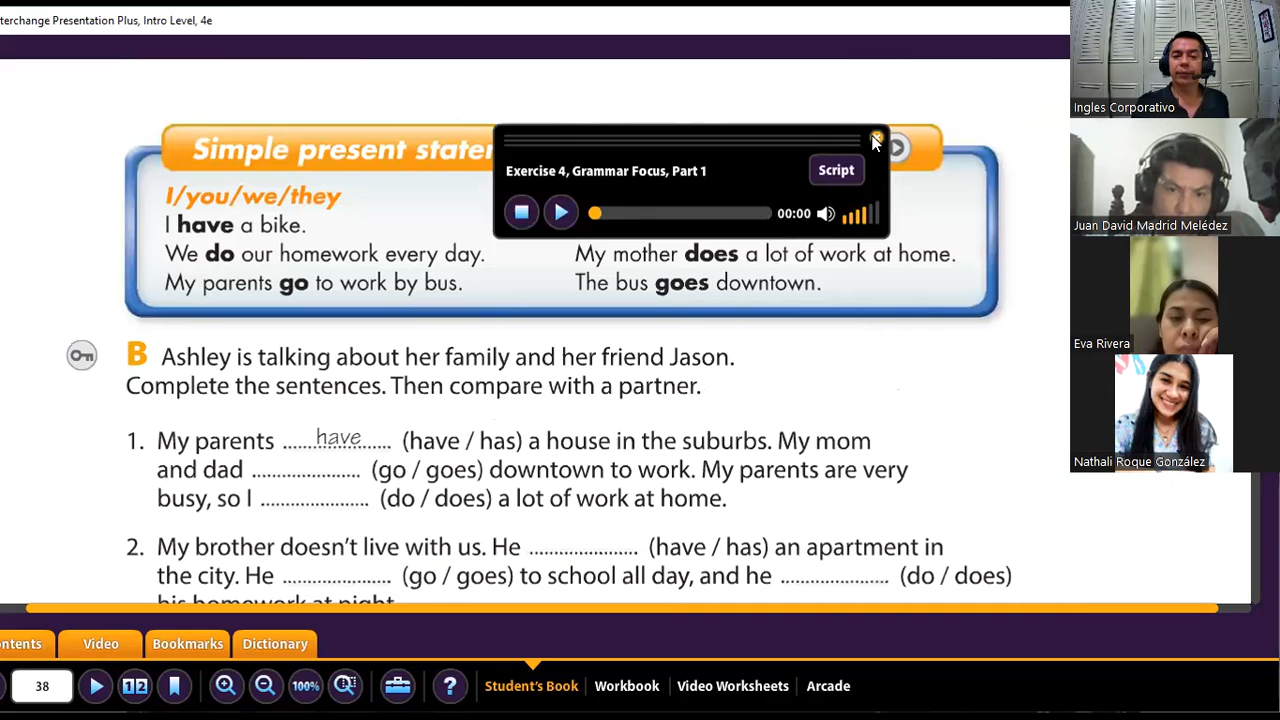 terchange Presentation Plus, Intro Level, 4e
Ingles Corporativo
Juan David Madrid Melédez
Eva Rivera
Nathali Roque González
Simple present stater
Exercise 4, Grammar Focus, Part 1
Script
00:00
I/you/we/they
I have a bike.
We do our homework every day.
My mother does a lot of work at home.
My parents go to work by bus.
The bus goes downtown.
B Ashley is talking about her family and her friend Jason.
Complete the sentences. Then compare with a partner.
1. My parents ....have.... (have / has) a house in the suburbs. My mom
and dad .................... (go / goes) downtown to work. My parents are very
busy, so I .................... (do / does) a lot of work at home.
2. My brother doesn't live with us. He .................... (have / has) an apartment in
the city. He .................... (go / goes) to school all day, and he .................... (do / does)
his homework at night.
ontents
Video
Bookmarks
Dictionary
38
12
100%
?
Student's Book
Workbook
Video Worksheets
Arcade